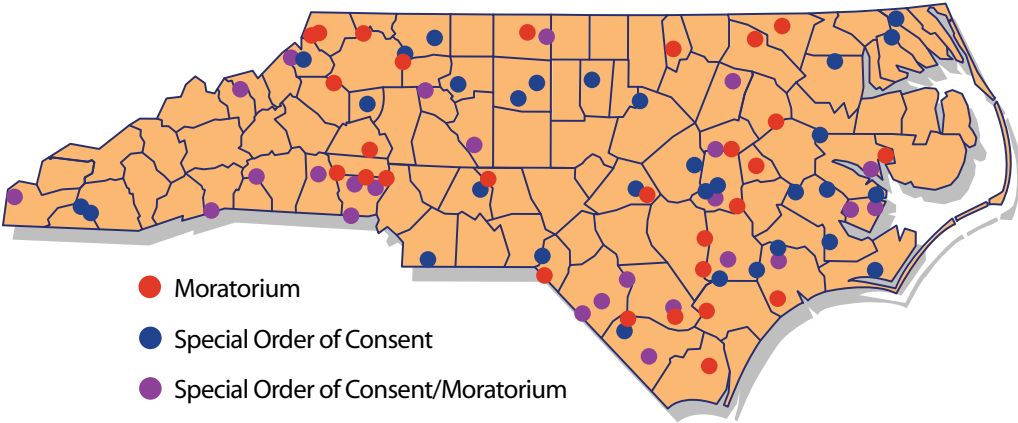 Moratorium
Special Order of Consent
Special Order of Consent/Moratorium